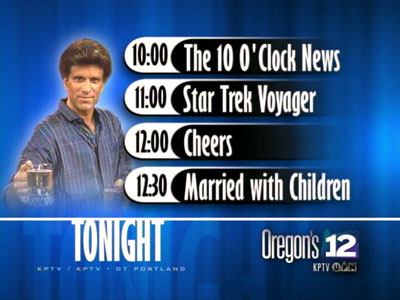 10:00 The 10 O'Clock News
11:00 Star Trek Voyager
12:00 Cheers
12:30 Married with Children
TONIGHT
KPTV / KPTV - DT PORTLAND
Oregon's 12
KPTV UPN